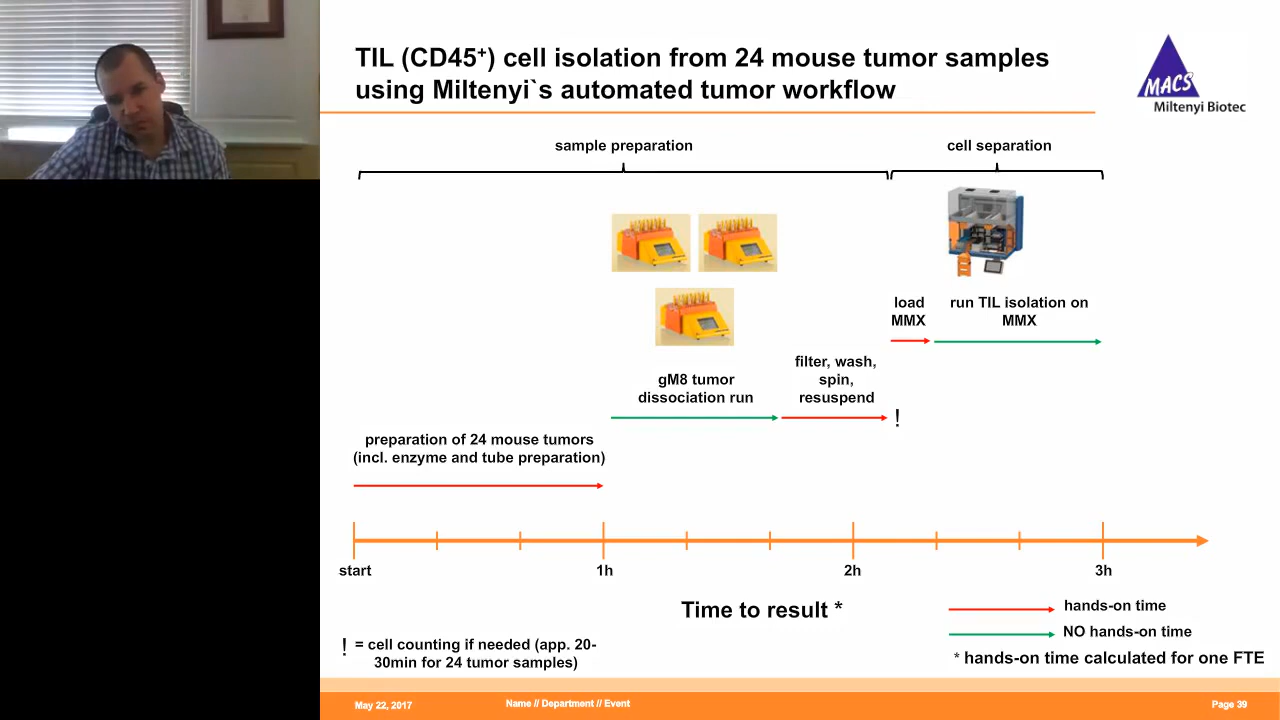 TIL (CD45⁺) cell isolation from 24 mouse tumor samples
using Miltenyi`s automated tumor workflow
MACS
Miltenyi Biotec
sample preparation
cell separation
load
MMX
run TIL isolation on
MMX
filter, wash,
spin,
resuspend
!
gM8 tumor
dissociation run
preparation of 24 mouse tumors
(incl. enzyme and tube preparation)
start
1h
2h
3h
Time to result *
hands-on time
NO hands-on time
* hands-on time calculated for one FTE
! = cell counting if needed (app. 20-
30min for 24 tumor samples)
May 22, 2017
Name // Department // Event
Page 39